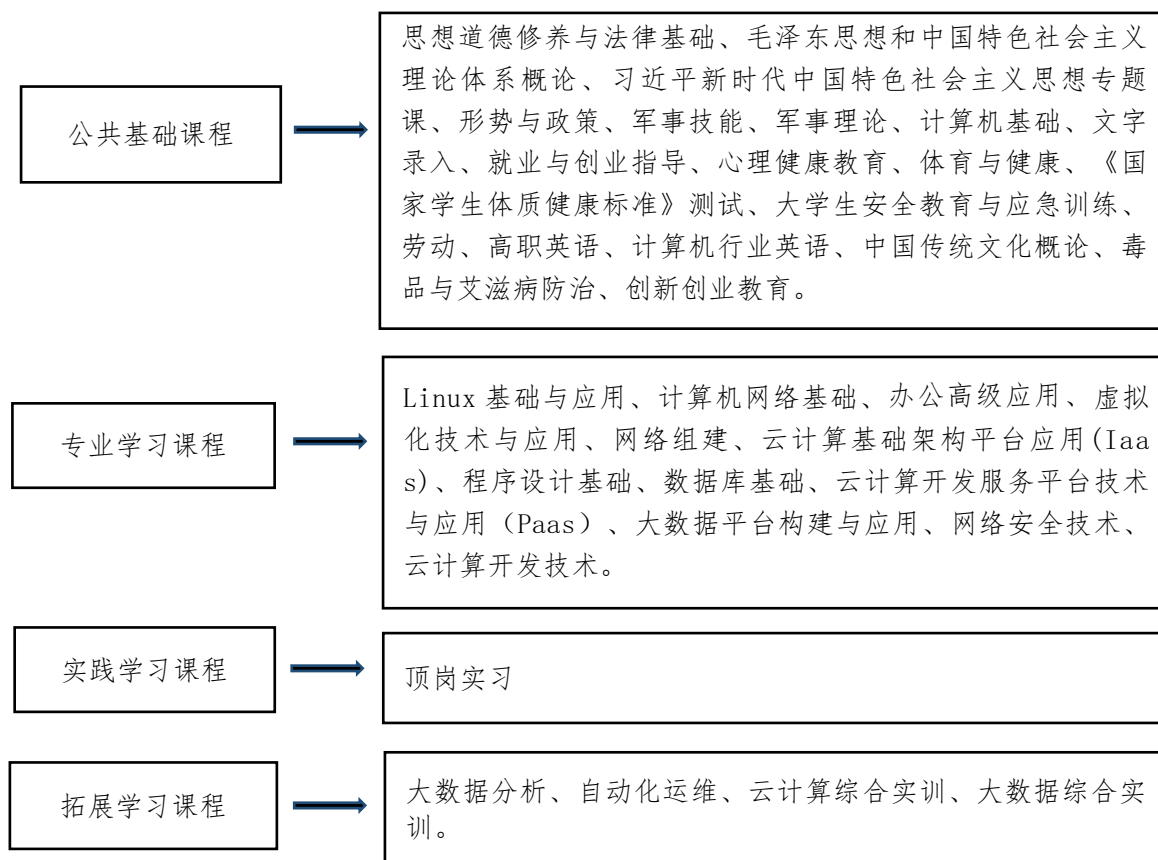 公共基础课程
思想道德修养与法律基础、毛泽东思想和中国特色社会主义
理论体系概论、习近平新时代中国特色社会主义思想专题
课、形势与政策、军事技能、军事理论、计算机基础、文字
录入、就业与创业指导、心理健康教育、体育与健康、《国
家学生体质健康标准》测试、大学生安全教育与应急训练、
劳动、高职英语、计算机行业英语、中国传统文化概论、毒
品与艾滋病防治、创新创业教育。
专业学习课程
Linux 基础与应用、计算机网络基础、办公高级应用、虚拟
化技术与应用、网络组建、云计算基础架构平台应用(Iaa
s)、程序设计基础、数据库基础、云计算开发服务平台技术
与应用（Paas）、大数据平台构建与应用、网络安全技术、
云计算开发技术。
实践学习课程
顶岗实习
拓展学习课程
大数据分析、自动化运维、云计算综合实训、大数据综合实
训。